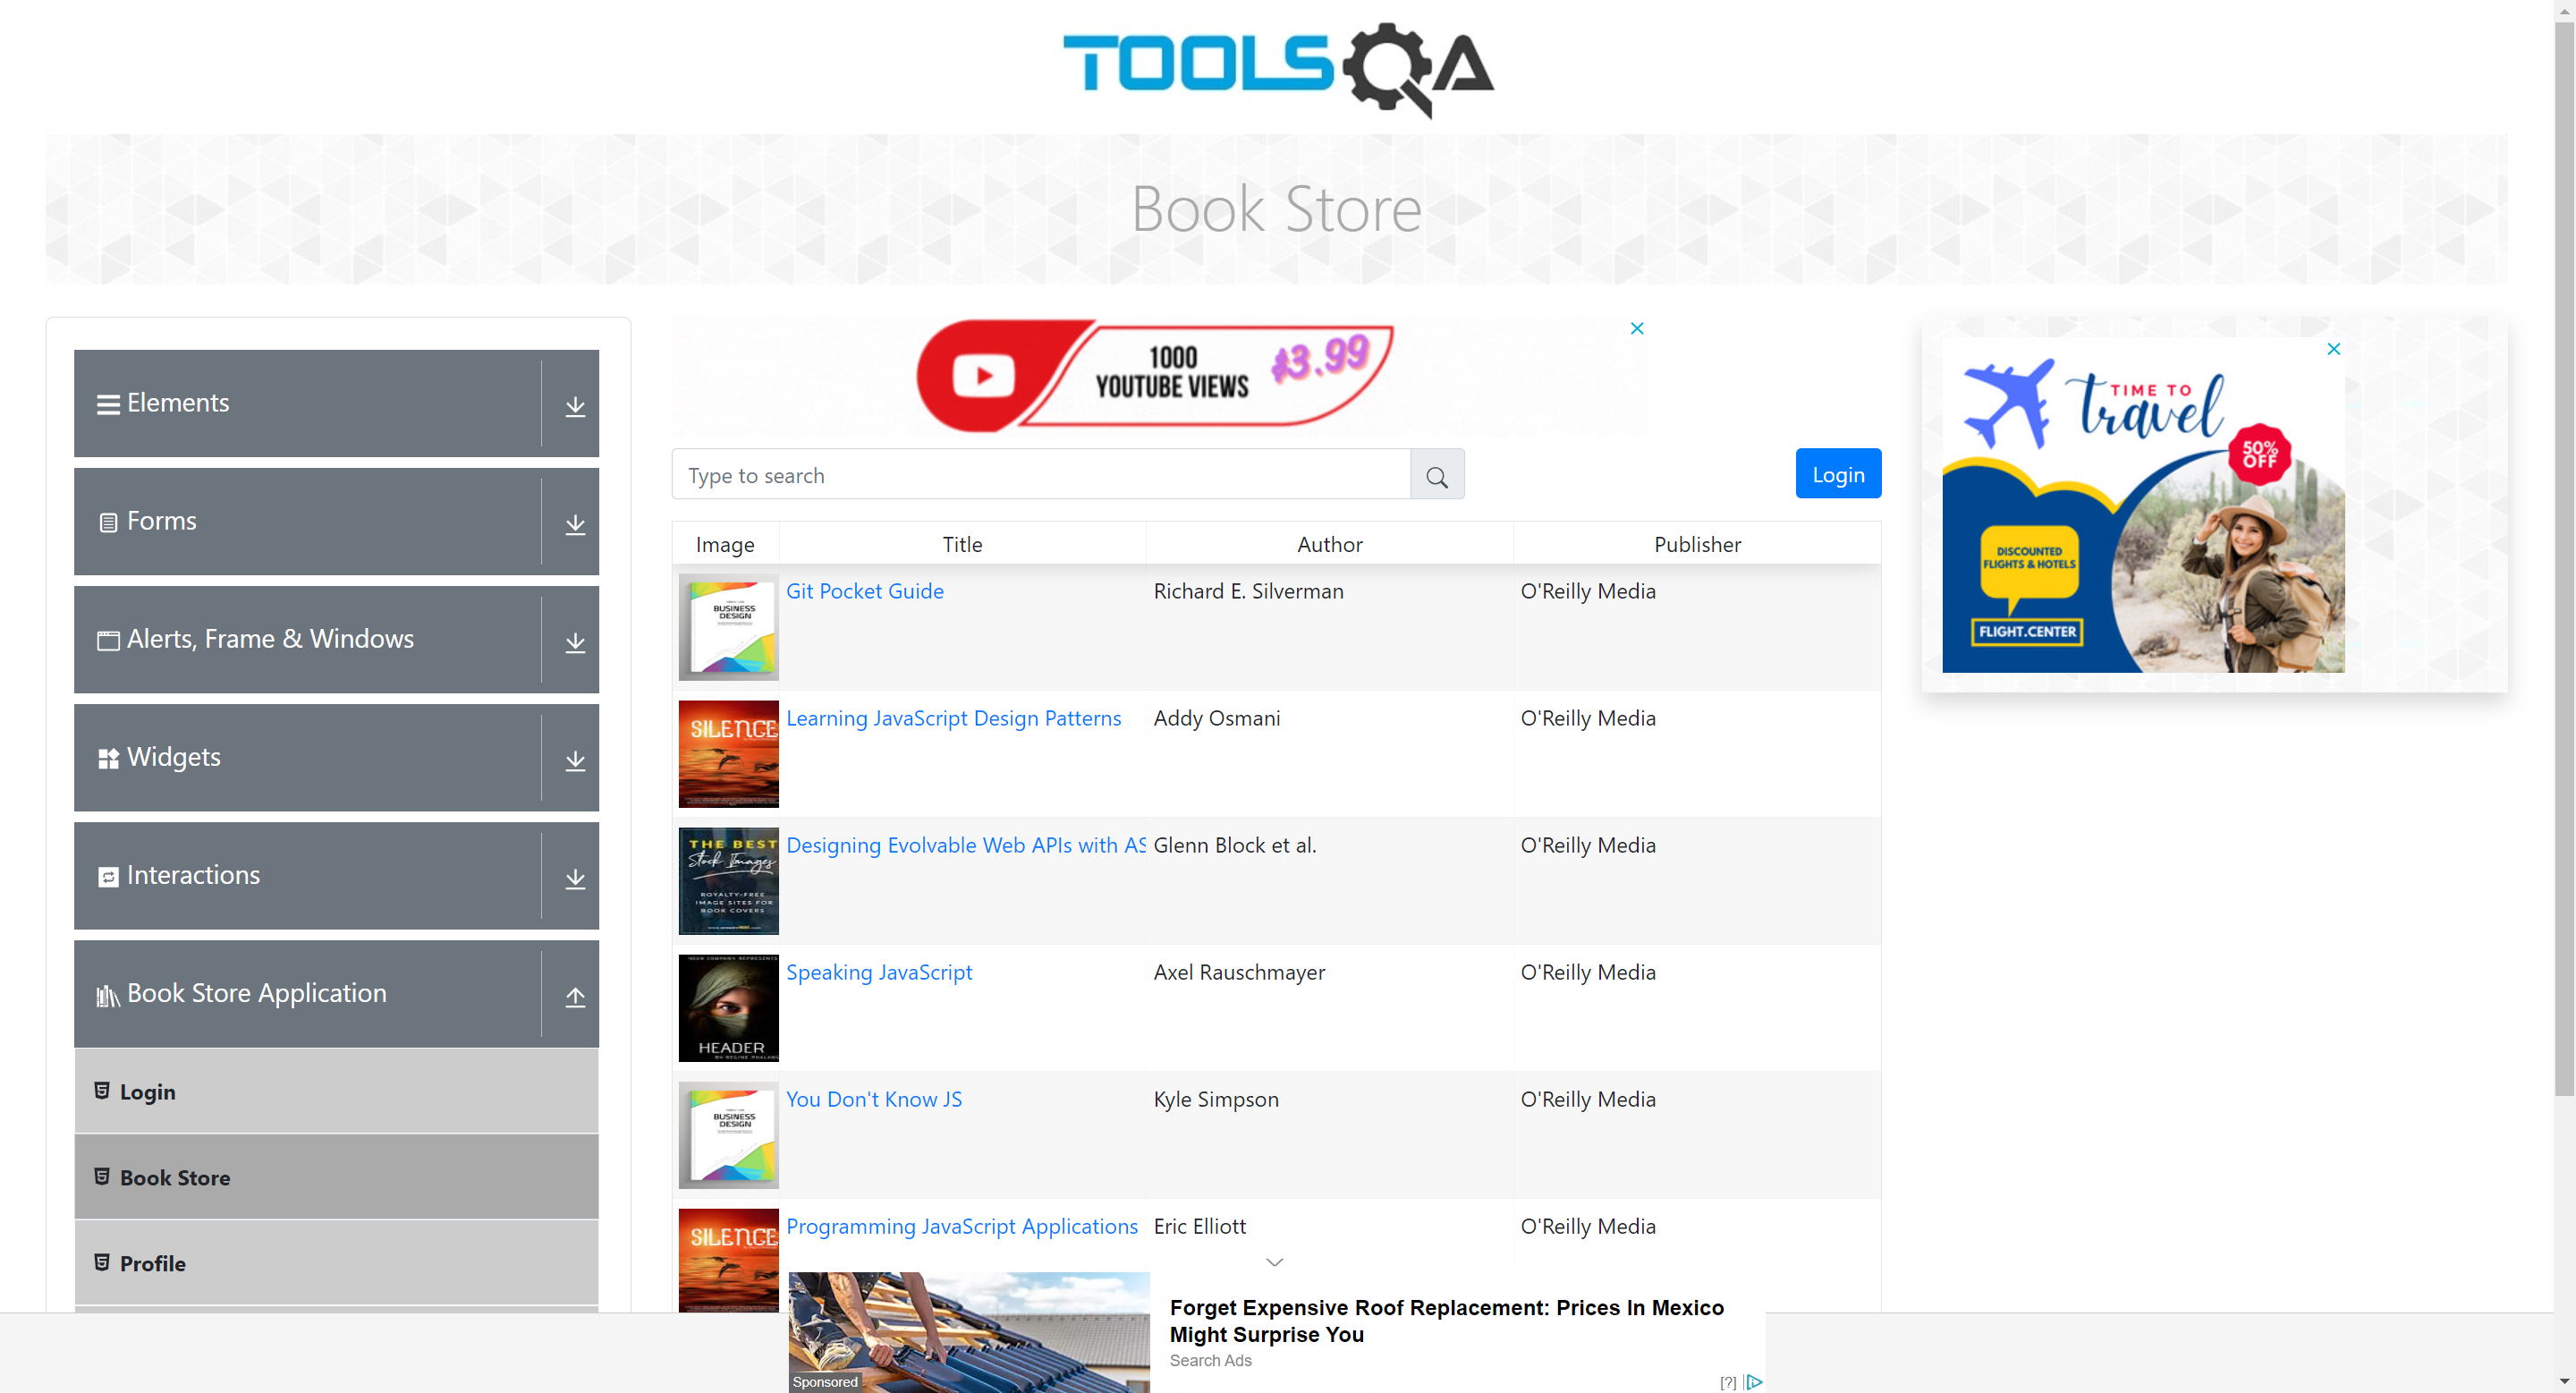 TOOLSQA
Book Store
Elements
Forms
Alerts, Frame & Windows
Widgets
Interactions
Book Store Application
Login
Book Store
Profile
1000
YOUTUBE VIEWS
$3.99
Type to search
Login
Image Title Author Publisher
BUSINESS
DESIGN
Git Pocket Guide Richard E. Silverman O'Reilly Media
SILENCE
Learning JavaScript Design Patterns Addy Osmani O'Reilly Media
THE BEST
Stock Images
ROYALTY-FREE
IMAGE SITES FOR
BOOK COVERS
Designing Evolvable Web APIs with AS Glenn Block et al. O'Reilly Media
YOUR COMPANY REPRESENTS
HEADER
Speaking JavaScript Axel Rauschmayer O'Reilly Media
BUSINESS
DESIGN
You Don't Know JS Kyle Simpson O'Reilly Media
SILENCE
Programming JavaScript Applications Eric Elliott O'Reilly Media
TIME TO
travel
50%
OFF
DISCOUNTED
FLIGHTS & HOTELS
FLIGHT.CENTER
Forget Expensive Roof Replacement: Prices In Mexico
Might Surprise You
Search Ads
Sponsored
[?]